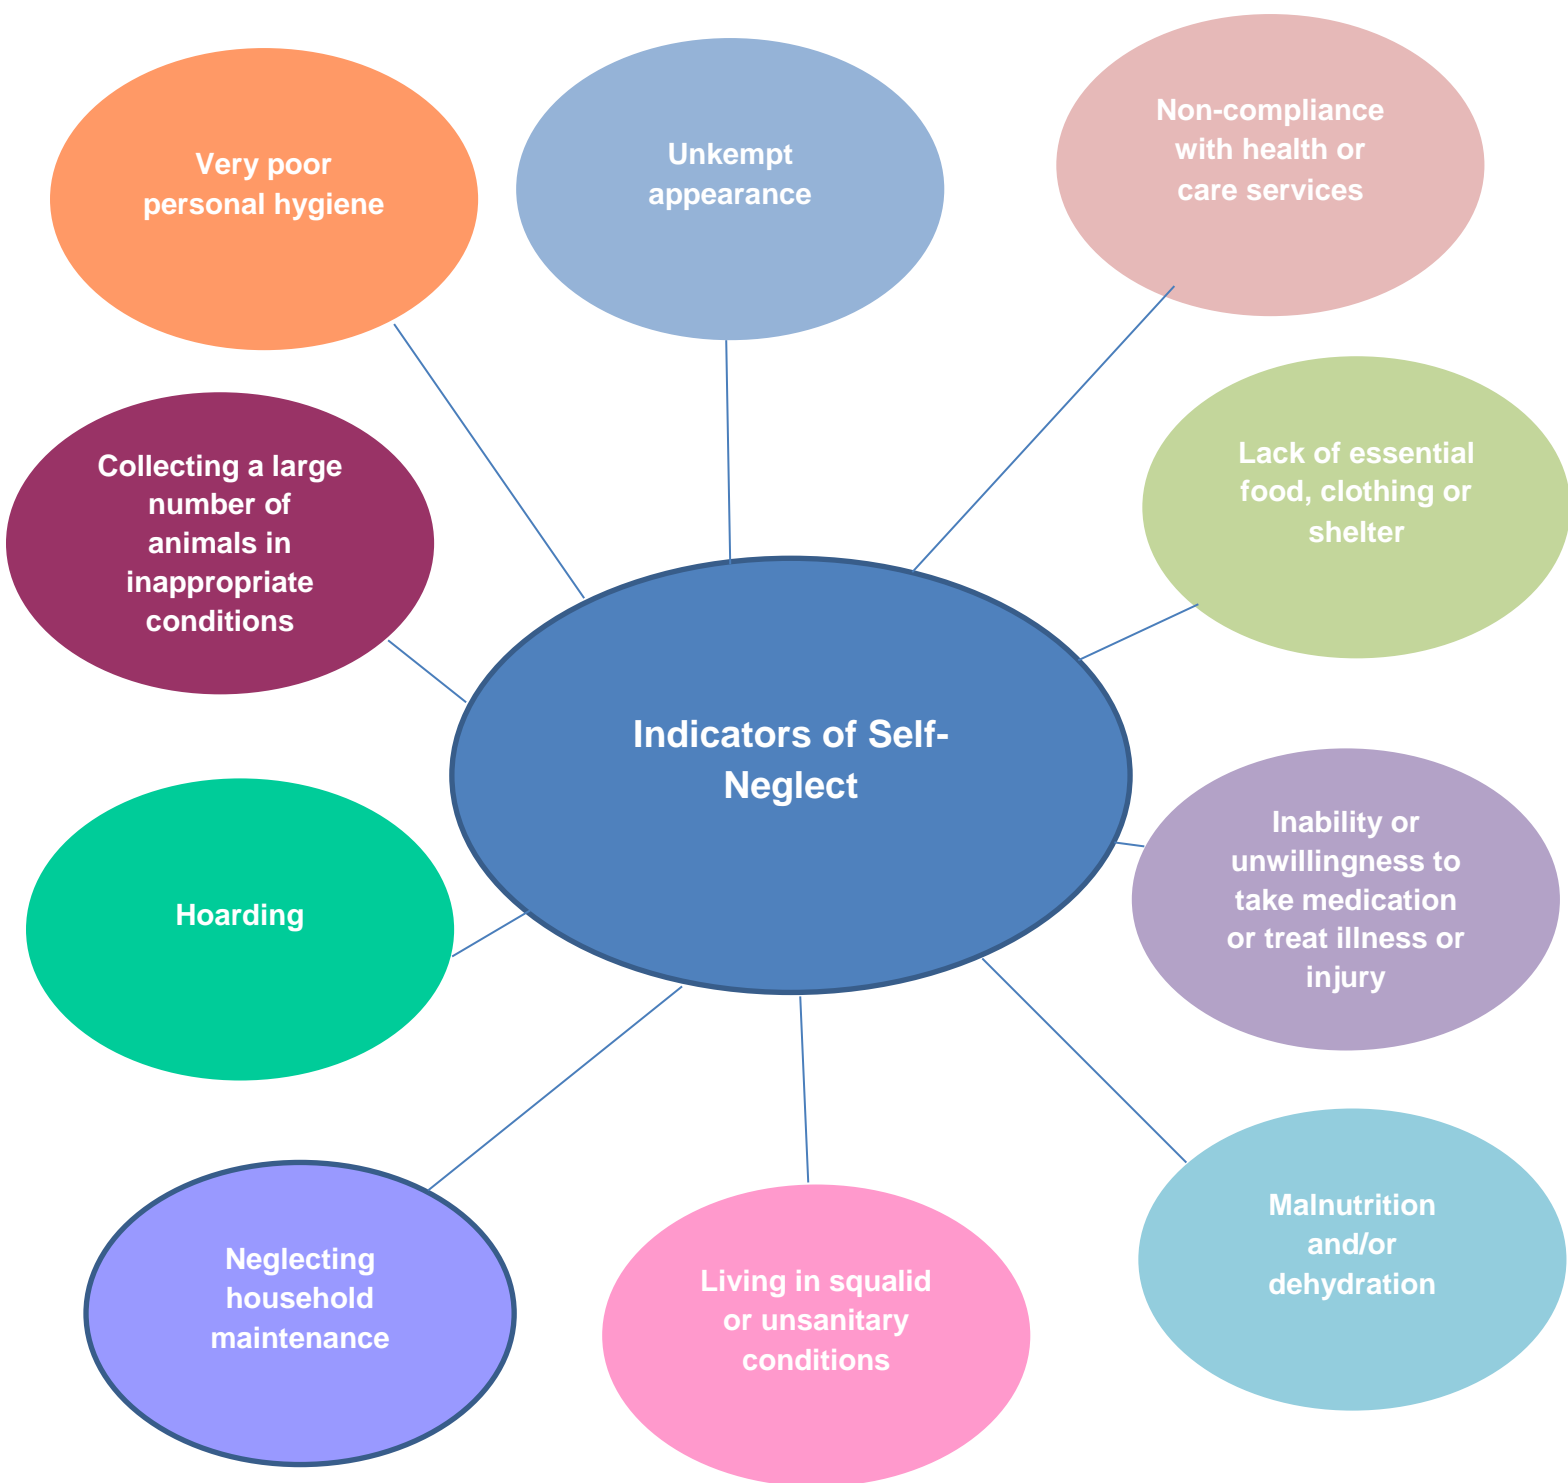 Very poor
personal hygiene
Unkempt
appearance
Non-compliance
with health or
care services
Collecting a large
number of
animals in
inappropriate
conditions
Lack of essential
food, clothing or
shelter
Indicators of Self-
Neglect
Hoarding
Inability or
unwillingness to
take medication
or treat illness or
injury
Neglecting
household
maintenance
Living in squalid
or unsanitary
conditions
Malnutrition
and/or
dehydration